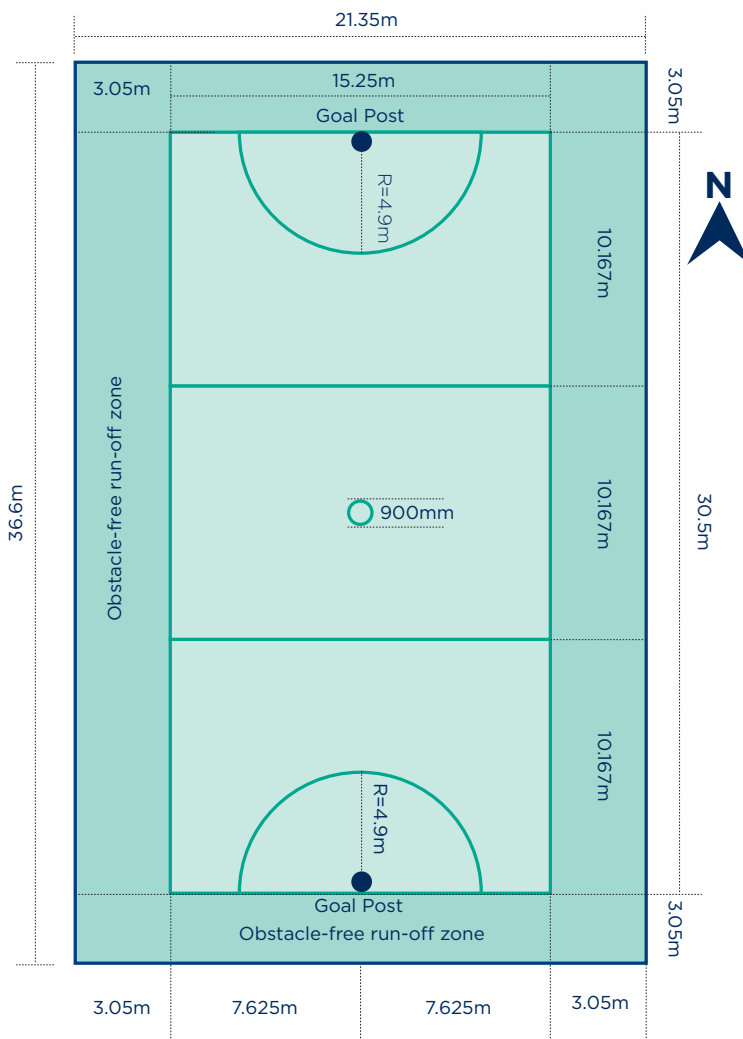 21.35m
3.05m
15.25m
3.05m
Goal Post
N
R=4.9m
10.167m
Obstacle-free run-off zone
36.6m
900mm
10.167m
30.5m
10.167m
R=4.9m
Goal Post
3.05m
Obstacle-free run-off zone
3.05m
7.625m
7.625m
3.05m